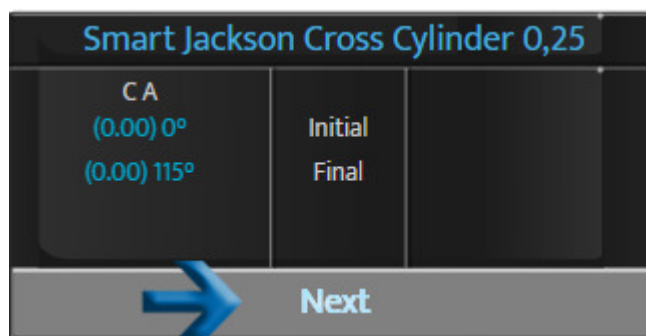 Smart Jackson Cross Cylinder 0,25
C A
(0.00) 0º Initial
(0.00) 115º Final
Next